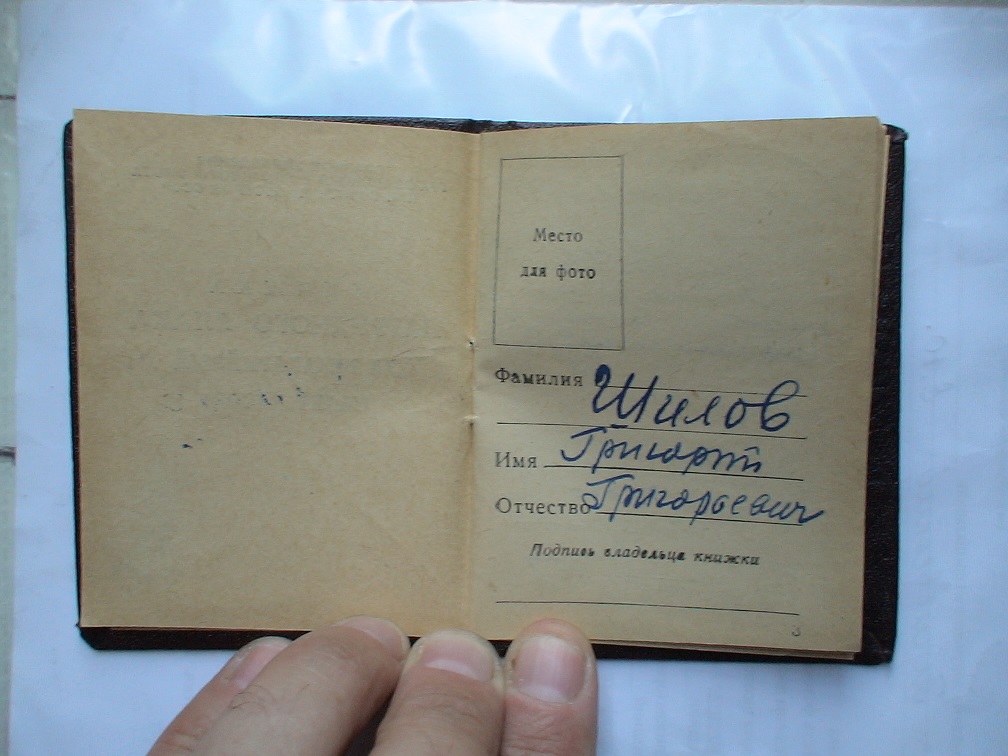 Место
для фото
Фамилия Шилов
Имя Григорий
Отчество Григорьевич
Подпись владельца книжки
3